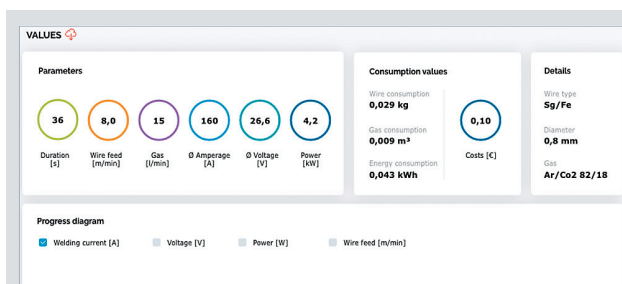 VALUES
Parameters
36
8,0
15
160
26,6
4,2
Duration
[s]
Wire feed
[m/min]
Gas
[l/min]
Ø Amperage
[A]
Ø Voltage
[V]
Power
[kW]
Consumption values
Wire consumption
0,029 kg
Gas consumption
0,009 m³
Energy consumption
0,043 kWh
0,10
Costs [€]
Details
Wire type
Sg/Fe
Diameter
0,8 mm
Gas
Ar/Co2 82/18
Progress diagram
Welding current [A]
Voltage [V]
Power [W]
Wire feed [m/min]